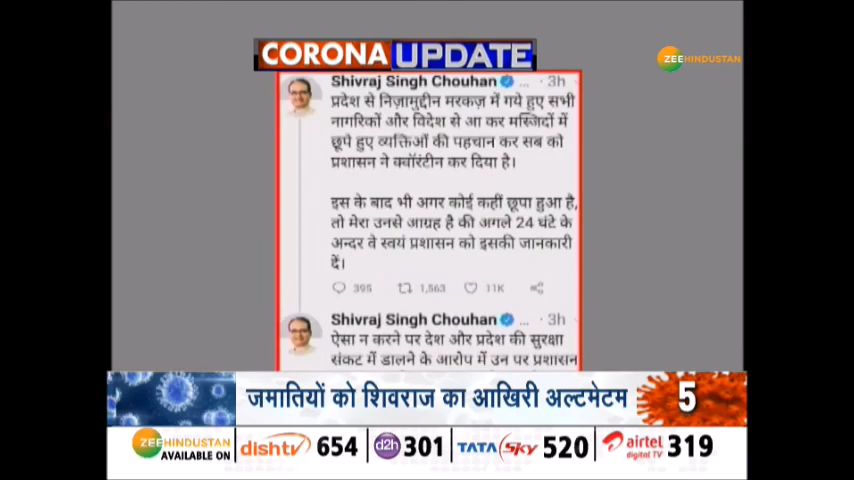 CORONA UPDATE
ZEE HINDUSTAN
Shivraj Singh Chouhan ... · 3h
प्रदेश से निज़ामुद्दीन मरकज़ में गये हुए सभी
नागरिकों और विदेश से आ कर मस्जिदों में
छूपे हुए व्यक्तिओं की पहचान कर सब को
प्रशासन ने क्वॉरंटीन कर दिया है।
इस के बाद भी अगर कोई कहीं छूपा हुआ है,
तो मेरा उनसे आग्रह है की अगले 24 घंटे के
अन्दर वे स्वयं प्रशासन को इसकी जानकारी
दें।
395 1,563 11K
Shivraj Singh Chouhan ... · 3h
ऐसा न करने पर देश और प्रदेश की सुरक्षा
संकट में डालने के आरोप में उन पर प्रशासन
जमातियों को शिवराज का आखिरी अल्टमेटम 5
ZEE HINDUSTAN
AVAILABLE ON
dishtv 654
d2h 301
TATA Sky 520
airtel digital TV 319